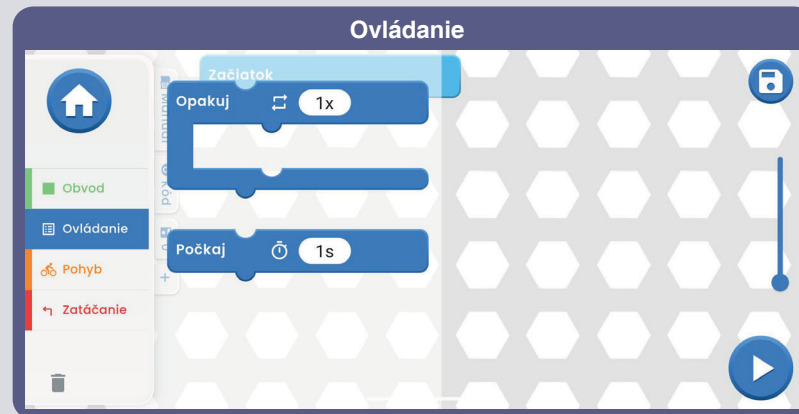 Ovládanie
Začiatok
Opakuj 1x
Obvod
Ovládanie
Počkaj 1s
Pohyb
Zatáčanie
+